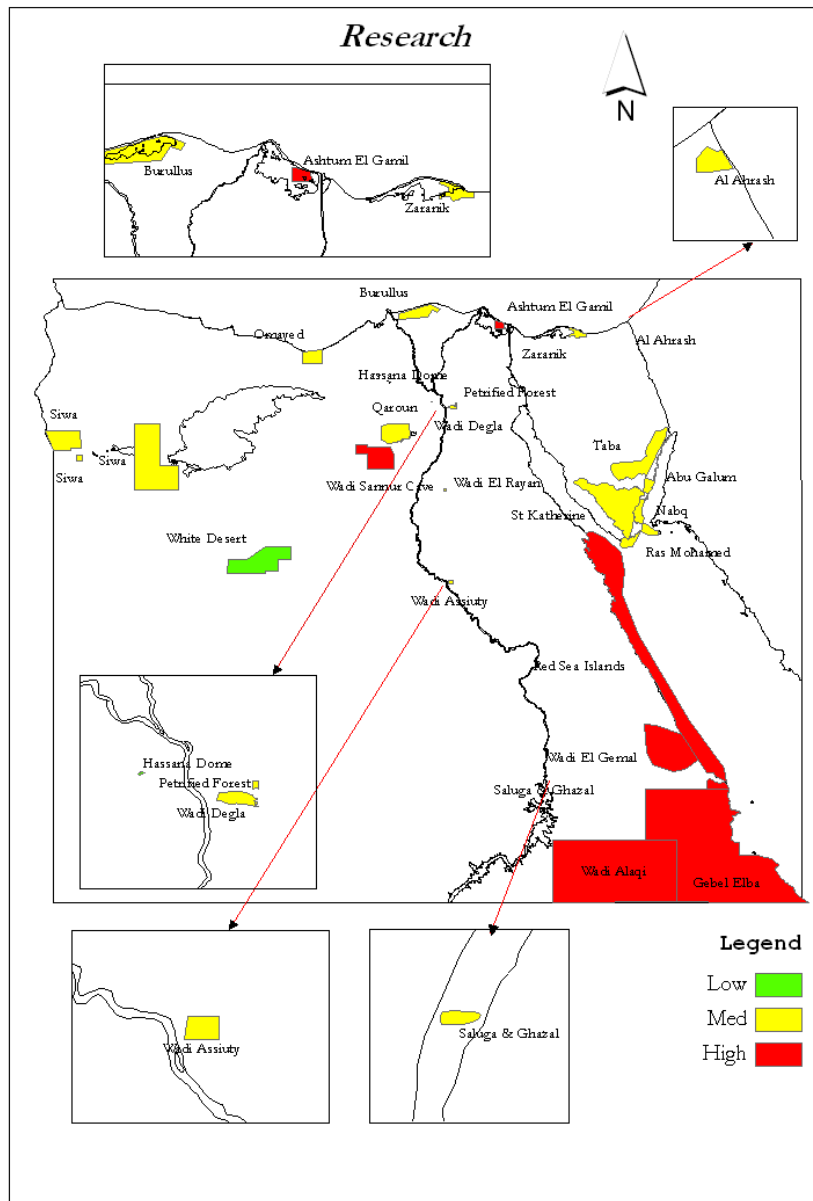 Research
N
Burullus
Ashtum El Gamil
Zaranik
Al Ahrash
Burullus
Ashtum El Gamil
Omayed
Zaranik
Al Ahrash
Hassana Dome
Petrified Forest
Qaroun
Wadi Degla
Siwa
Siwa
Siwa
Taba
Abu Galum
Wadi Sannur Cave
Wadi El Rayan
St Katherine
Nabq
White Desert
Ras Mohamed
Wadi Assiuty
Red Sea Islands
Wadi El Gemal
Saluga & Ghazal
Wadi Alaqi
Gebel Elba
Hassana Dome
Petrified Forest
Wadi Degla
Wadi Assiuty
Saluga & Ghazal
Legend
Low
Med
High